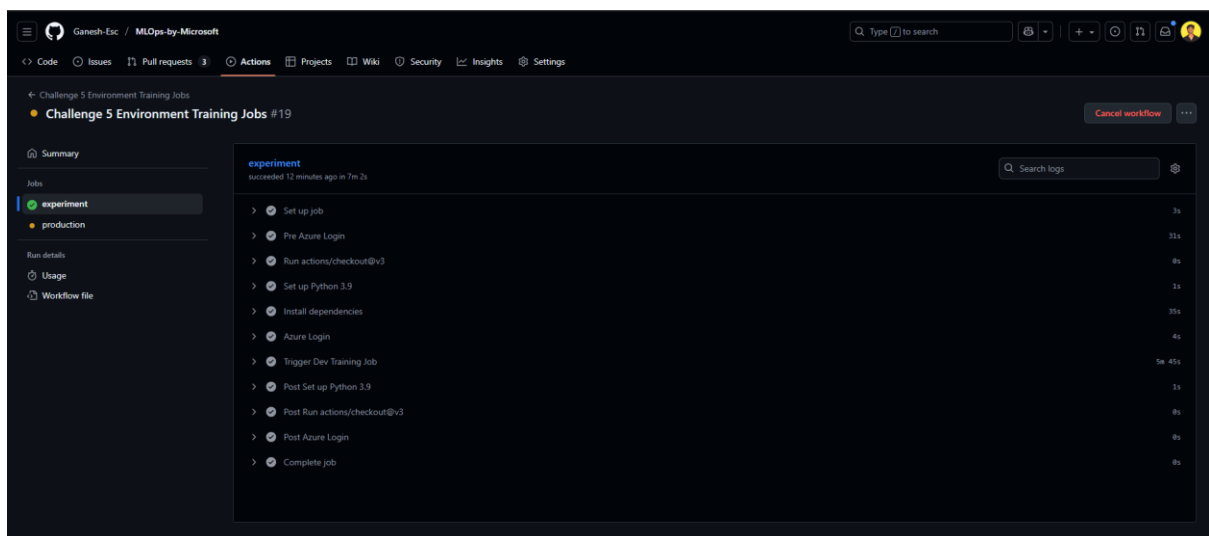 Ganesh-Esc / MLOps-by-Microsoft
Type / to search
Code Issues Pull requests 3 Actions Projects Wiki Security Insights Settings
← Challenge 5 Environment Training Jobs
Challenge 5 Environment Training Jobs #19
Cancel workflow
Summary
Jobs
experiment
production
Run details
Usage
Workflow file
experiment
succeeded 12 minutes ago in 7m 2s
Search logs
Set up job 3s
Pre Azure Login 31s
Run actions/checkout@v3 0s
Set up Python 3.9 1s
Install dependencies 35s
Azure Login 4s
Trigger Dev Training Job 5m 45s
Post Set up Python 3.9 1s
Post Run actions/checkout@v3 0s
Post Azure Login 0s
Complete job 0s